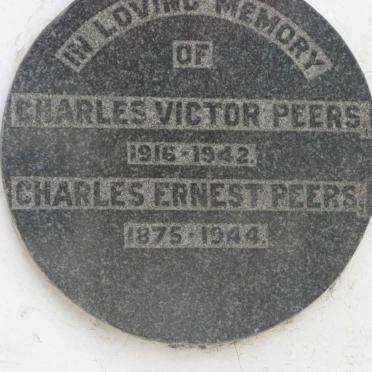 IN LOVING MEMORY
OF
CHARLES VICTOR PEERS,
1916-1942.
CHARLES ERNEST PEERS,
1875-1944.